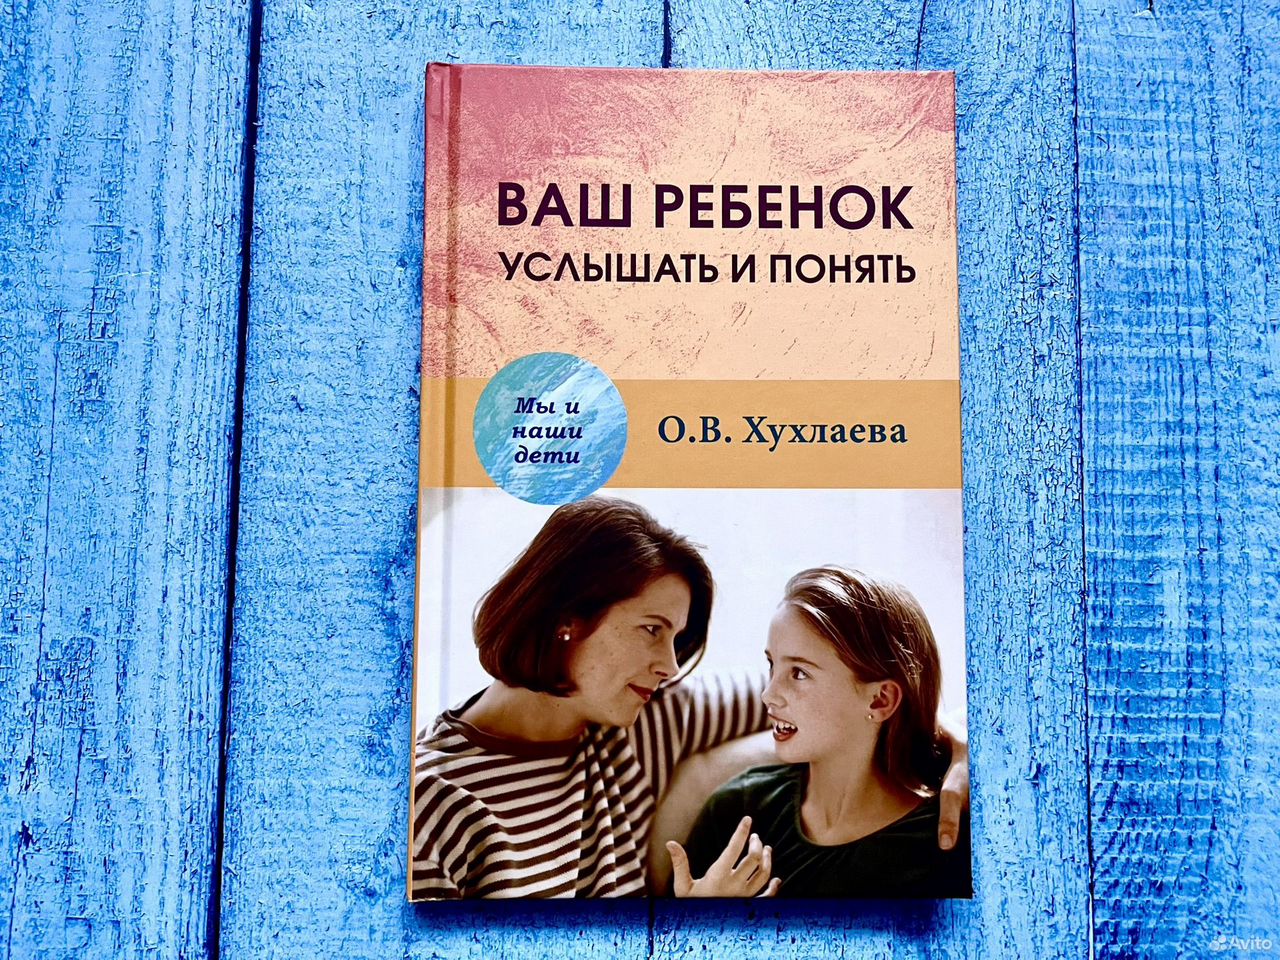 ВАШ РЕБЕНОК
УСЛЫШАТЬ И ПОНЯТЬ
Мы и
наши
дети
О.В. Хухлаева
Avito